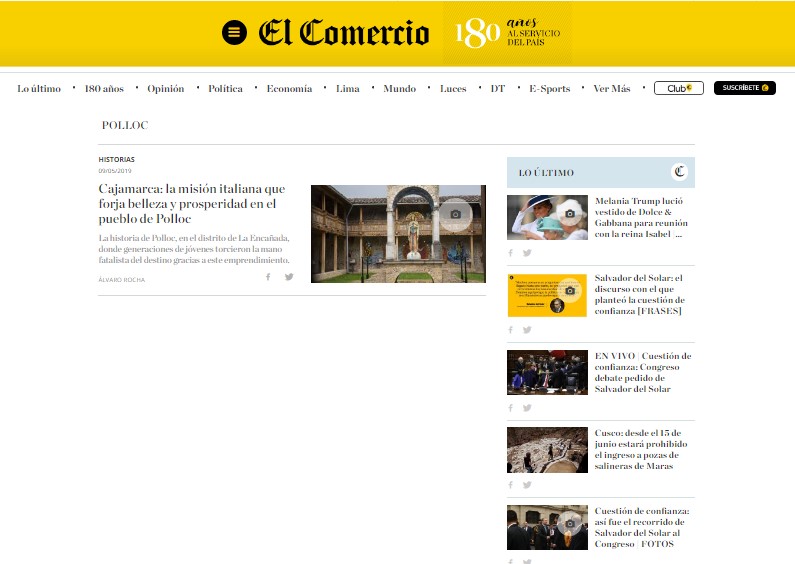 El Comercio
180 años
AL SERVICIO
DEL PAÍS
Lo último · 180 años · Opinión · Política · Economía · Lima · Mundo · Luces · DT · E-Sports · Ver Más · Club SUSCRÍBETE
POLLOC
HISTORIAS
09/05/2019
Cajamarca: la misión italiana que
forja belleza y prosperidad en el
pueblo de Polloc
La historia de Polloc, en el distrito de La Encañada,
donde generaciones de jóvenes torcieron la mano
fatalista del destino gracias a este emprendimiento.
ÁLVARO ROCHA
LO ÚLTIMO
Melania Trump lució
vestido de Dolce &
Gabbana para reunión
con la reina Isabel | ...
Salvador del Solar: el
discurso con el que
planteó la cuestión de
confianza [FRASES]
EN VIVO | Cuestión de
confianza: Congreso
debate pedido de
Salvador del Solar
Cusco: desde el 15 de
junio estará prohibido
el ingreso a pozas de
salineras de Maras
Cuestión de confianza:
así fue el recorrido de
Salvador del Solar al
Congreso | FOTOS